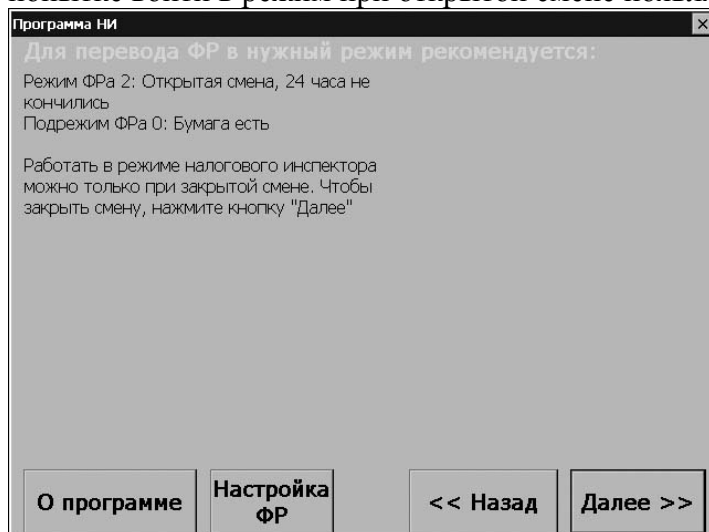 Программа НИ
Для перевода ФР в нужный режим рекомендуется:
Режим ФРа 2: Открытая смена, 24 часа не
кончились
Подрежим ФРа 0: Бумага есть
Работать в режиме налогового инспектора
можно только при закрытой смене. Чтобы
закрыть смену, нажмите кнопку "Далее"
О программе
Настройка
ФР
<< Назад
Далее >>